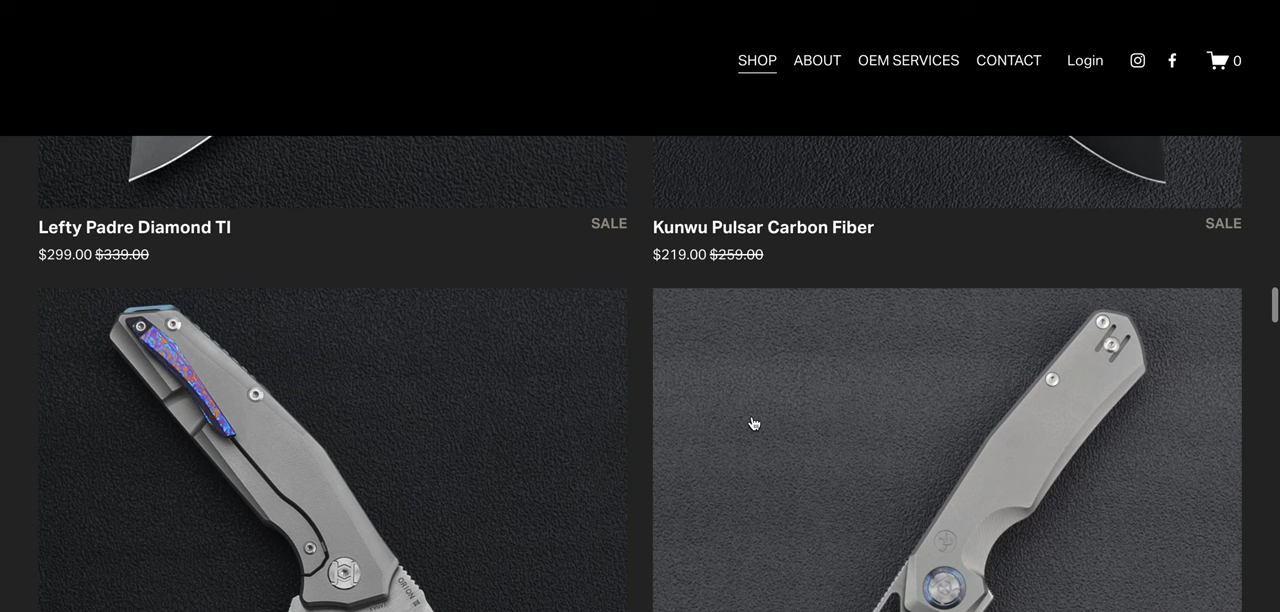 SHOP ABOUT OEM SERVICES CONTACT Login 0
Lefty Padre Diamond TI
SALE
$299.00 $339.00
Kunwu Pulsar Carbon Fiber
SALE
$219.00 $259.00
ORION